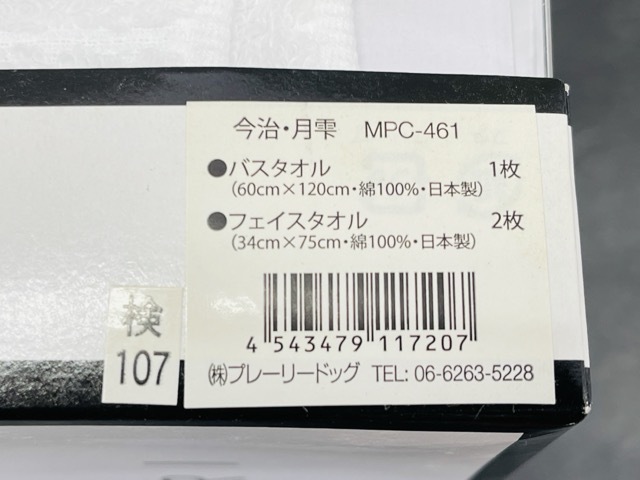 今治・月雫 MPC-461
●バスタオル 1枚
(60cm×120cm・綿100%・日本製)
●フェイスタオル 2枚
(34cm×75cm・綿100%・日本製)
4 543479 117207
㈱プレーリードッグ TEL: 06-6263-5228
検
107